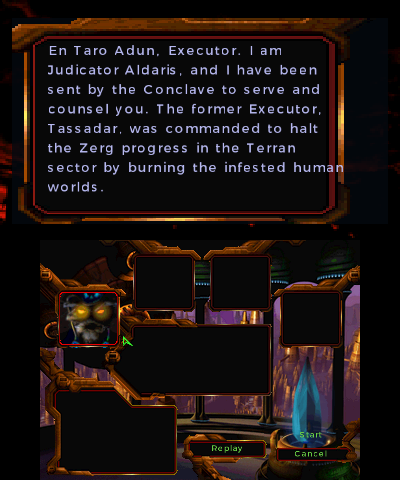 En Taro Adun, Executor. I am
Judicator Aldaris, and I have been
sent by the Conclave to serve and
counsel you. The former Executor,
Tassadar, was commanded to halt
the Zerg progress in the Terran
sector by burning the infested human
worlds.
Start
Replay
Cancel